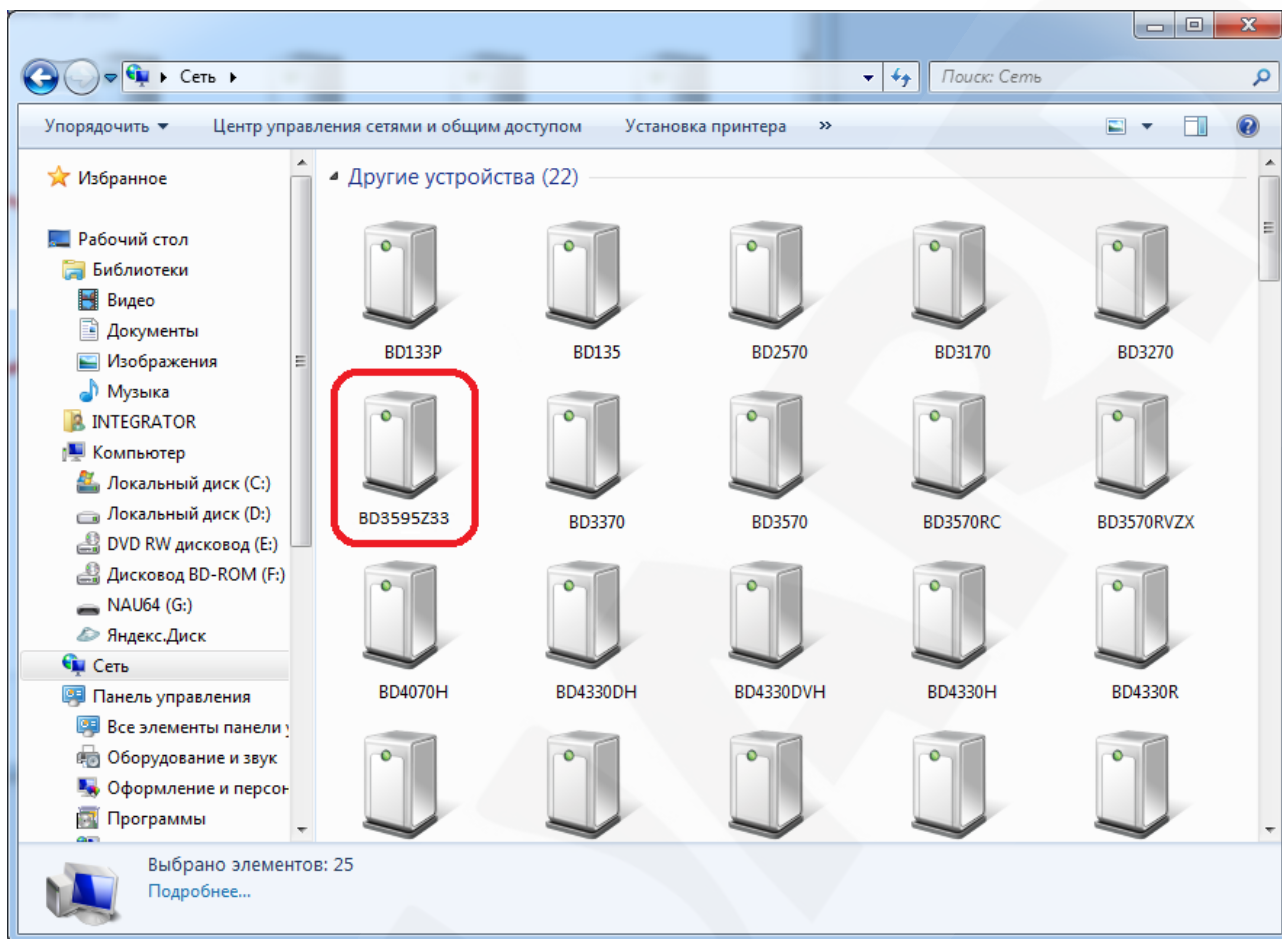 Сеть
Поиск: Сеть
Упорядочить
Центр управления сетями и общим доступом
Установка принтера
»
Избранное
Рабочий стол
Библиотеки
Видео
Документы
Изображения
Музыка
INTEGRATOR
Компьютер
Локальный диск (C:)
Локальный диск (D:)
DVD RW дисковод (E:)
Дисковод BD-ROM (F:)
NAU64 (G:)
Яндекс.Диск
Сеть
Панель управления
Все элементы панели
Оборудование и звук
Оформление и персон
Программы
Другие устройства (22)
BD133P
BD135
BD2570
BD3170
BD3270
BD3595Z33
BD3370
BD3570
BD3570RC
BD3570RVZX
BD4070H
BD4330DH
BD4330DVH
BD4330H
BD4330R
Выбрано элементов: 25
Подробнее...